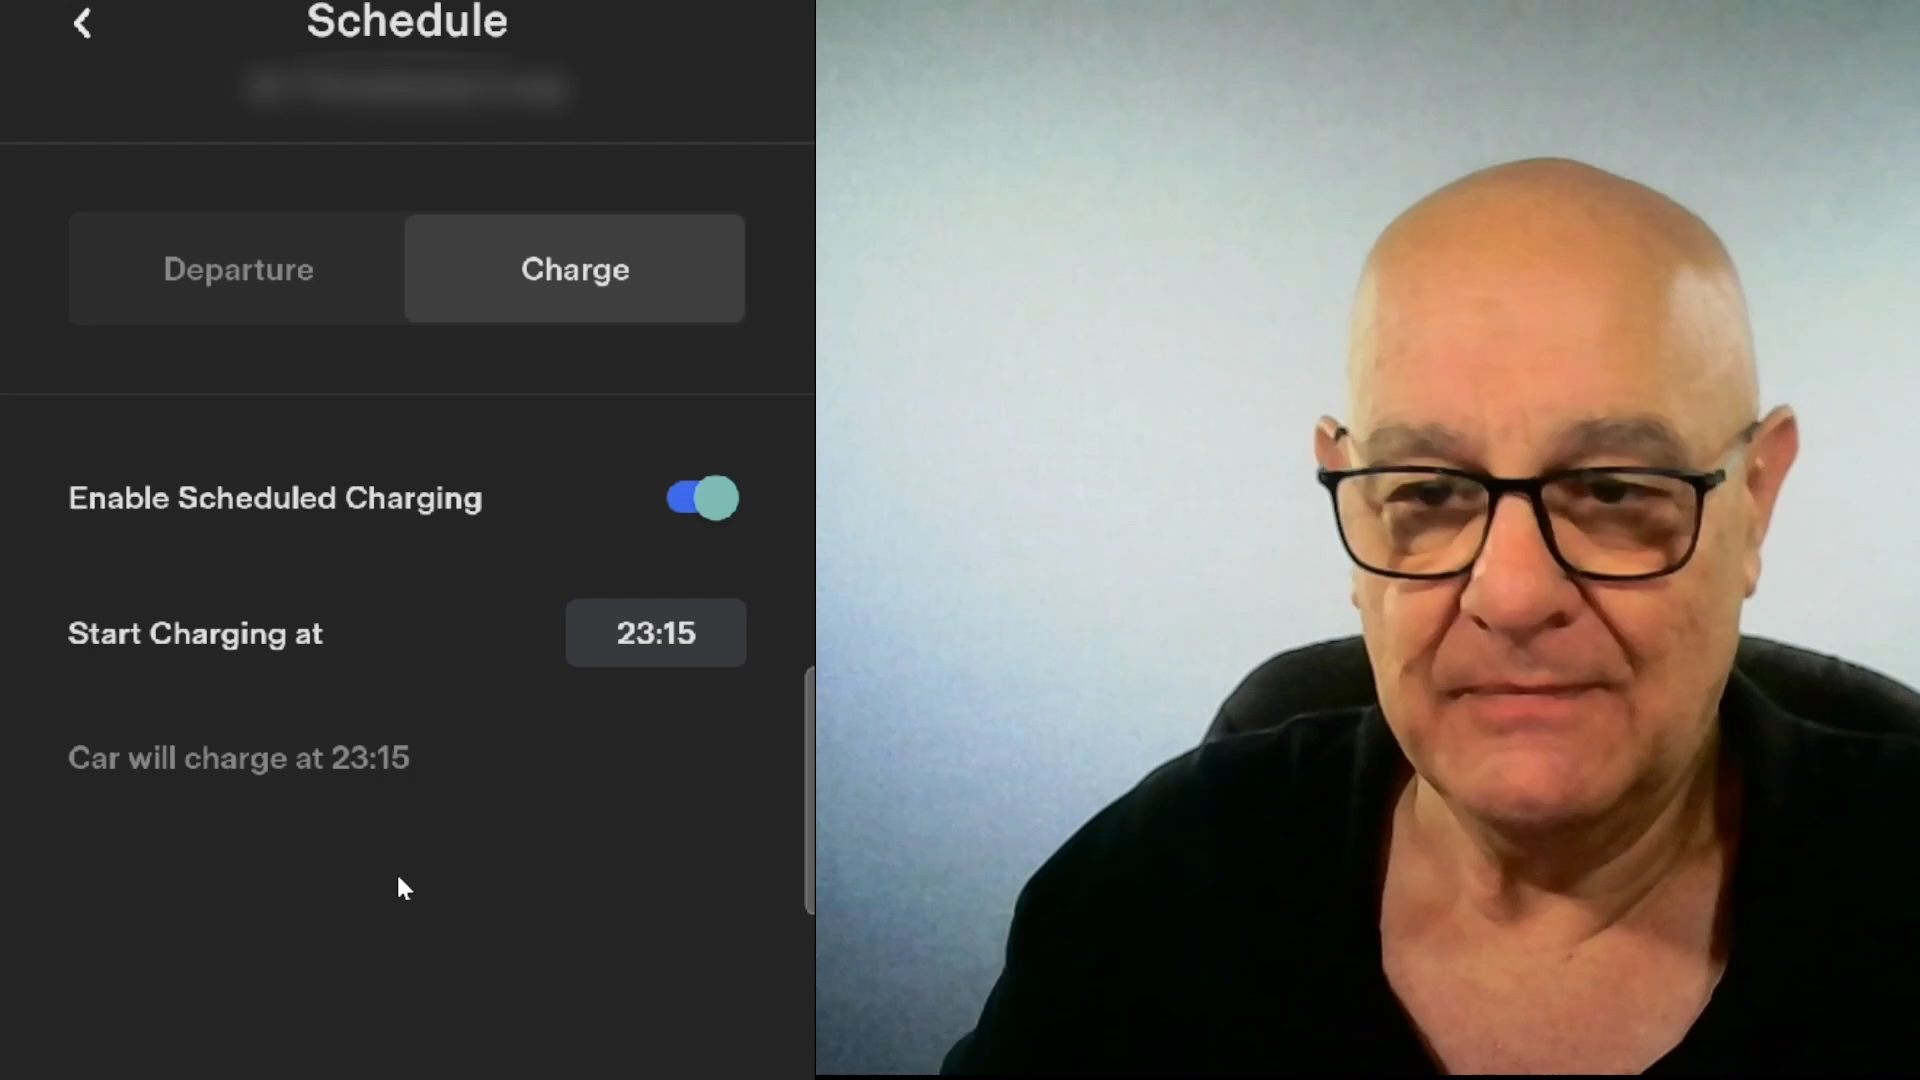 Schedule
Departure
Charge
Enable Scheduled Charging
Start Charging at
23:15
Car will charge at 23:15